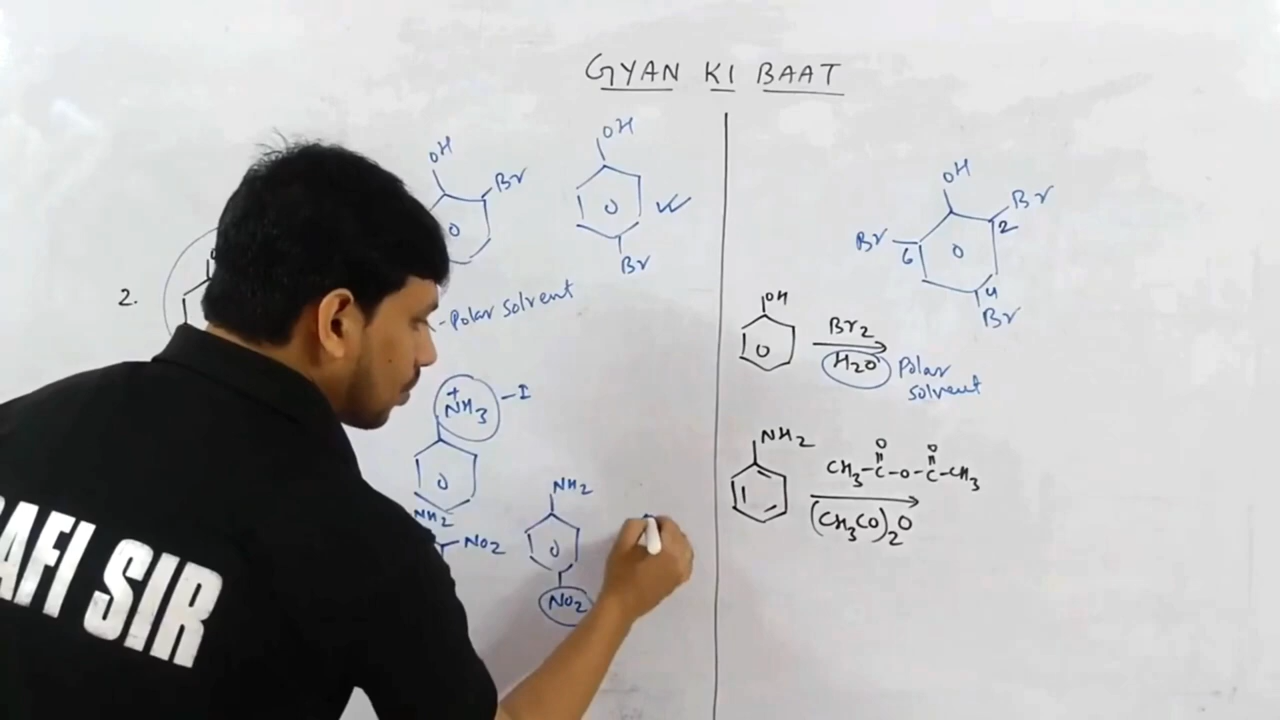 GYAN KI BAAT
2.
OH
Br
OH
Br
-Polar solvent
+
NH3
-I
NH2
NO2
NH2
NO2
OH
Br
2
Br
6
4
Br
OH
Br2
H2O
Polar
solvent
NH2
O O
CH3-C-O-C-CH3
(CH3CO)2O
AFI SIR